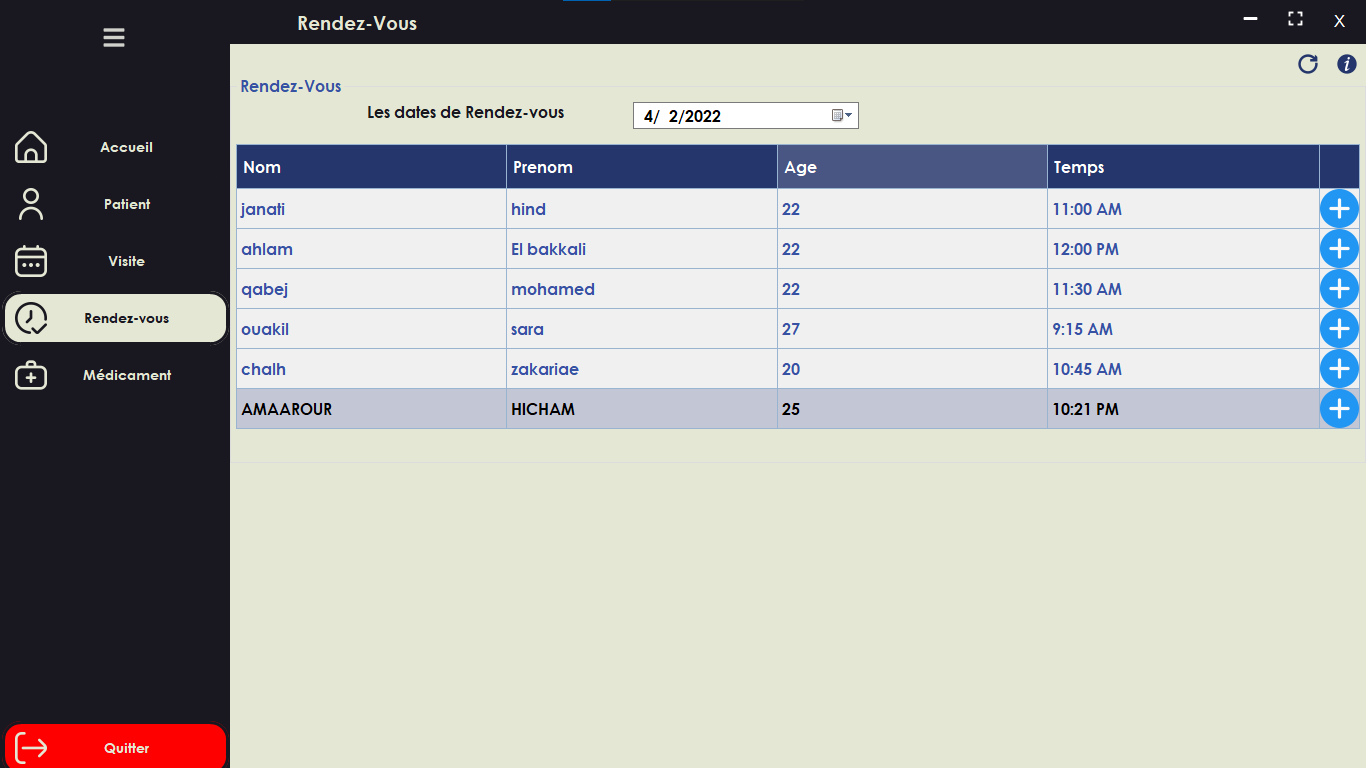 Rendez-Vous
X
Accueil
Patient
Visite
Rendez-vous
Médicament
Quitter
Rendez-Vous
Les dates de Rendez-vous 4/ 2/2022
Nom Prenom Age Temps
janati hind 22 11:00 AM
ahlam El bakkali 22 12:00 PM
qabej mohamed 22 11:30 AM
ouakil sara 27 9:15 AM
chalh zakariae 20 10:45 AM
AMAAROUR HICHAM 25 10:21 PM